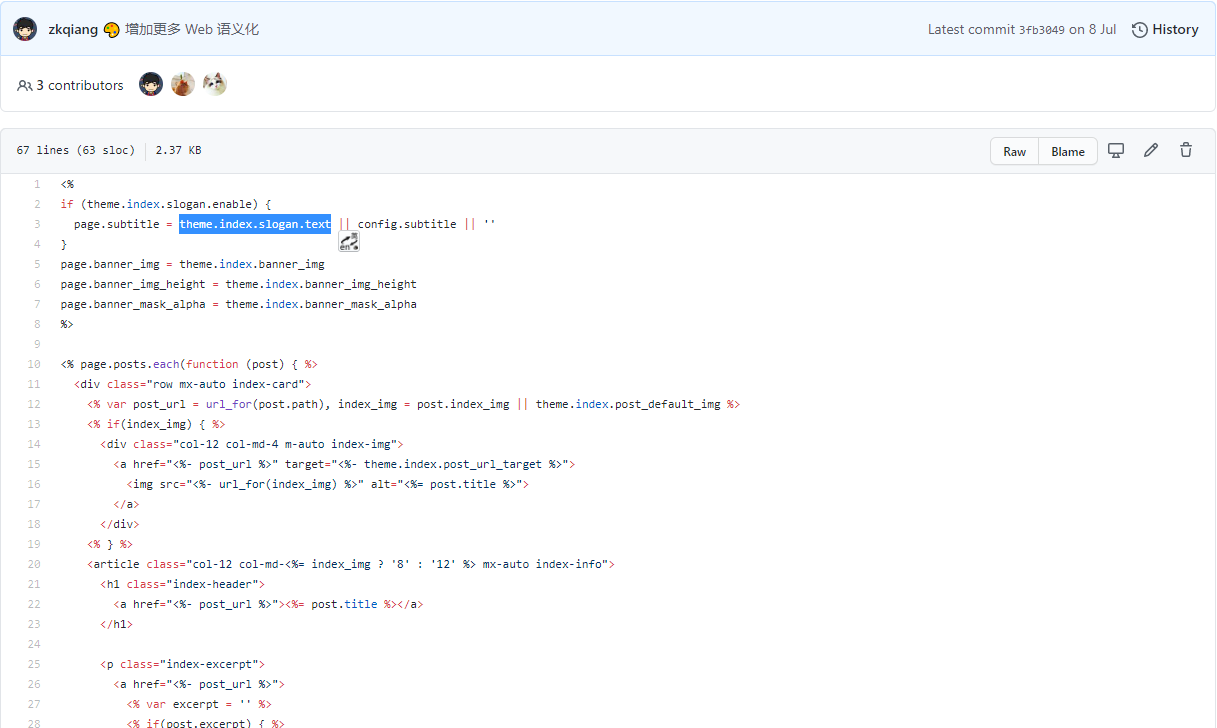 zkqiang 🎨 增加更多 Web 语义化
Latest commit 3fb3049 on 8 Jul History
3 contributors
67 lines (63 sloc) 2.37 KB
Raw Blame
1 <%
2 if (theme.index.slogan.enable) {
3 page.subtitle = theme.index.slogan.text || config.subtitle || ''
4 }
en
5 page.banner_img = theme.index.banner_img
6 page.banner_img_height = theme.index.banner_img_height
7 page.banner_mask_alpha = theme.index.banner_mask_alpha
8 %>
9
10 <% page.posts.each(function (post) { %>
11 <div class="row mx-auto index-card">
12 <% var post_url = url_for(post.path), index_img = post.index_img || theme.index.post_default_img %>
13 <% if(index_img) { %>
14 <div class="col-12 col-md-4 m-auto index-img">
15 <a href="<%- post_url %>" target="<%- theme.index.post_url_target %>">
16 <img src="<%- url_for(index_img) %>" alt="<%= post.title %>">
17 </a>
18 </div>
19 <% } %>
20 <article class="col-12 col-md-<%= index_img ? '8' : '12' %> mx-auto index-info">
21 <h1 class="index-header">
22 <a href="<%- post_url %>"><%= post.title %></a>
23 </h1>
24
25 <p class="index-excerpt">
26 <a href="<%- post_url %>">
27 <% var excerpt = '' %>
28 <% if(post.excerpt) { %>